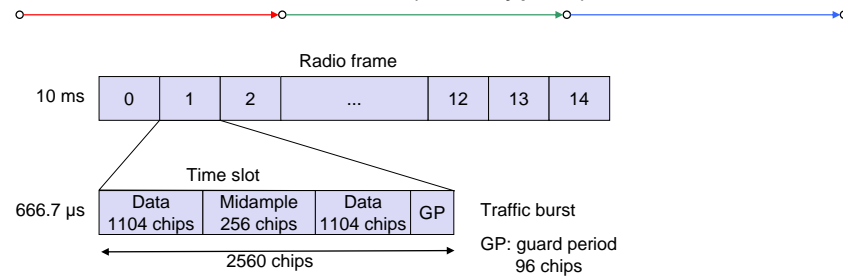 Radio frame
10 ms
0 1 2 ... 12 13 14
Time slot
666.7 µs
Data Midample Data GP
1104 chips 256 chips 1104 chips
Traffic burst
2560 chips
GP: guard period
96 chips